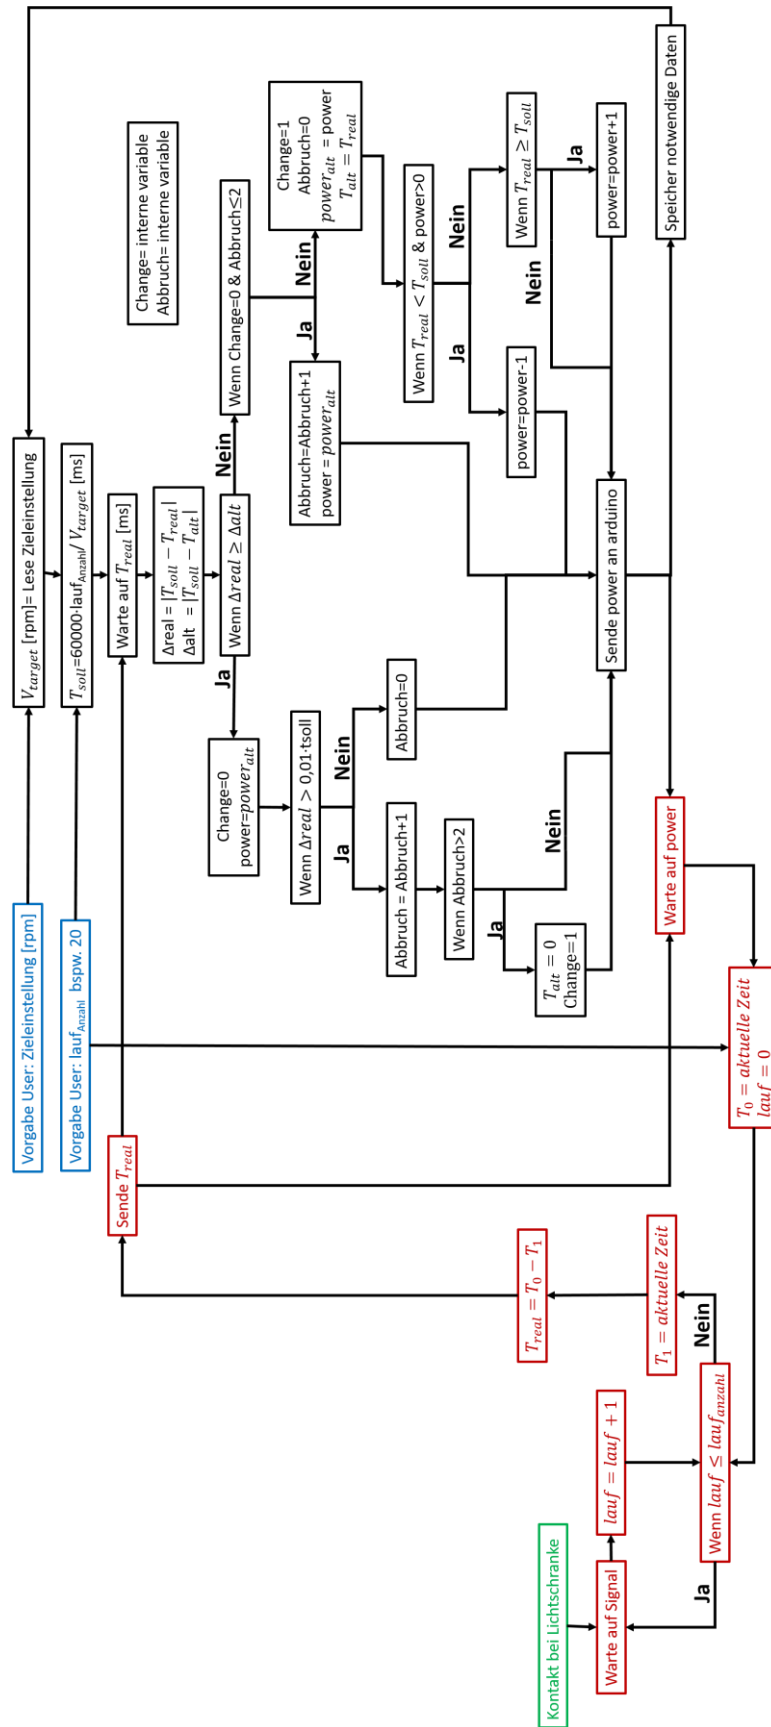 Vorgabe User: Zieleinstellung [rpm]
Vorgabe User: lauf_Anzahl bspw. 20
V_target [rpm]= Lese Zieleinstellung
T_soll=60000·lauf_Anzahl/V_target [ms]
Sende T_real
Warte auf T_real [ms]
Δreal = |T_soll − T_real|
Δalt = |T_soll − T_alt|
Wenn Δreal ≥ Δalt
Ja
Nein
Change= interne variable
Abbruch= interne variable
Change=0
power=power_alt
Wenn Change=0 & Abbruch≤2
Ja
Nein
Wenn Δreal > 0,01·tsoll
Ja
Nein
Abbruch=Abbruch+1
power = power_alt
Change=1
Abbruch=0
power_alt = power
T_alt = T_real
Abbruch = Abbruch+1
Abbruch=0
Wenn T_real < T_soll & power>0
Ja
Nein
Wenn Abbruch>2
Ja
Nein
power=power-1
Wenn T_real ≥ T_soll
Nein
Ja
T_alt = 0
Change=1
Sende power an arduino
power=power+1
Kontakt bei Lichtschranke
Warte auf Signal
lauf = lauf + 1
T_real = T_0 − T_1
T_1 = aktuelle Zeit
Wenn lauf ≤ lauf_anzahl
Ja
Nein
Warte auf power
T_0 = aktuelle Zeit
lauf = 0
Speicher notwendige Daten